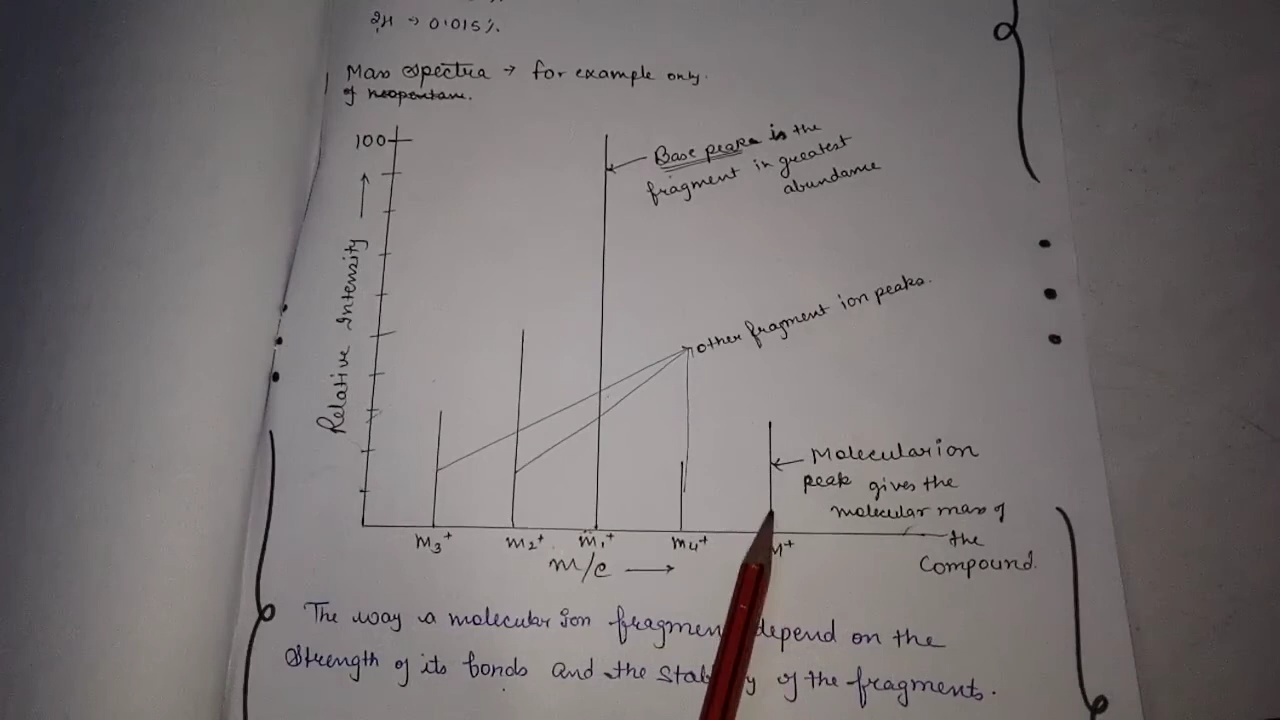 2H → 0.015 %.
Mass spectra → for example only.
of neopentane.
100
Relative Intensity →
Base peak is the
fragment in greatest
abundance
other fragment ion peaks.
Molecular ion
peak gives the
molecular mass of
the
compound.
m3+ m2+ m1+ m4+ M+
m/e →
The way a molecular ion fragment depend on the
strength of its bonds and the stability of the fragments.